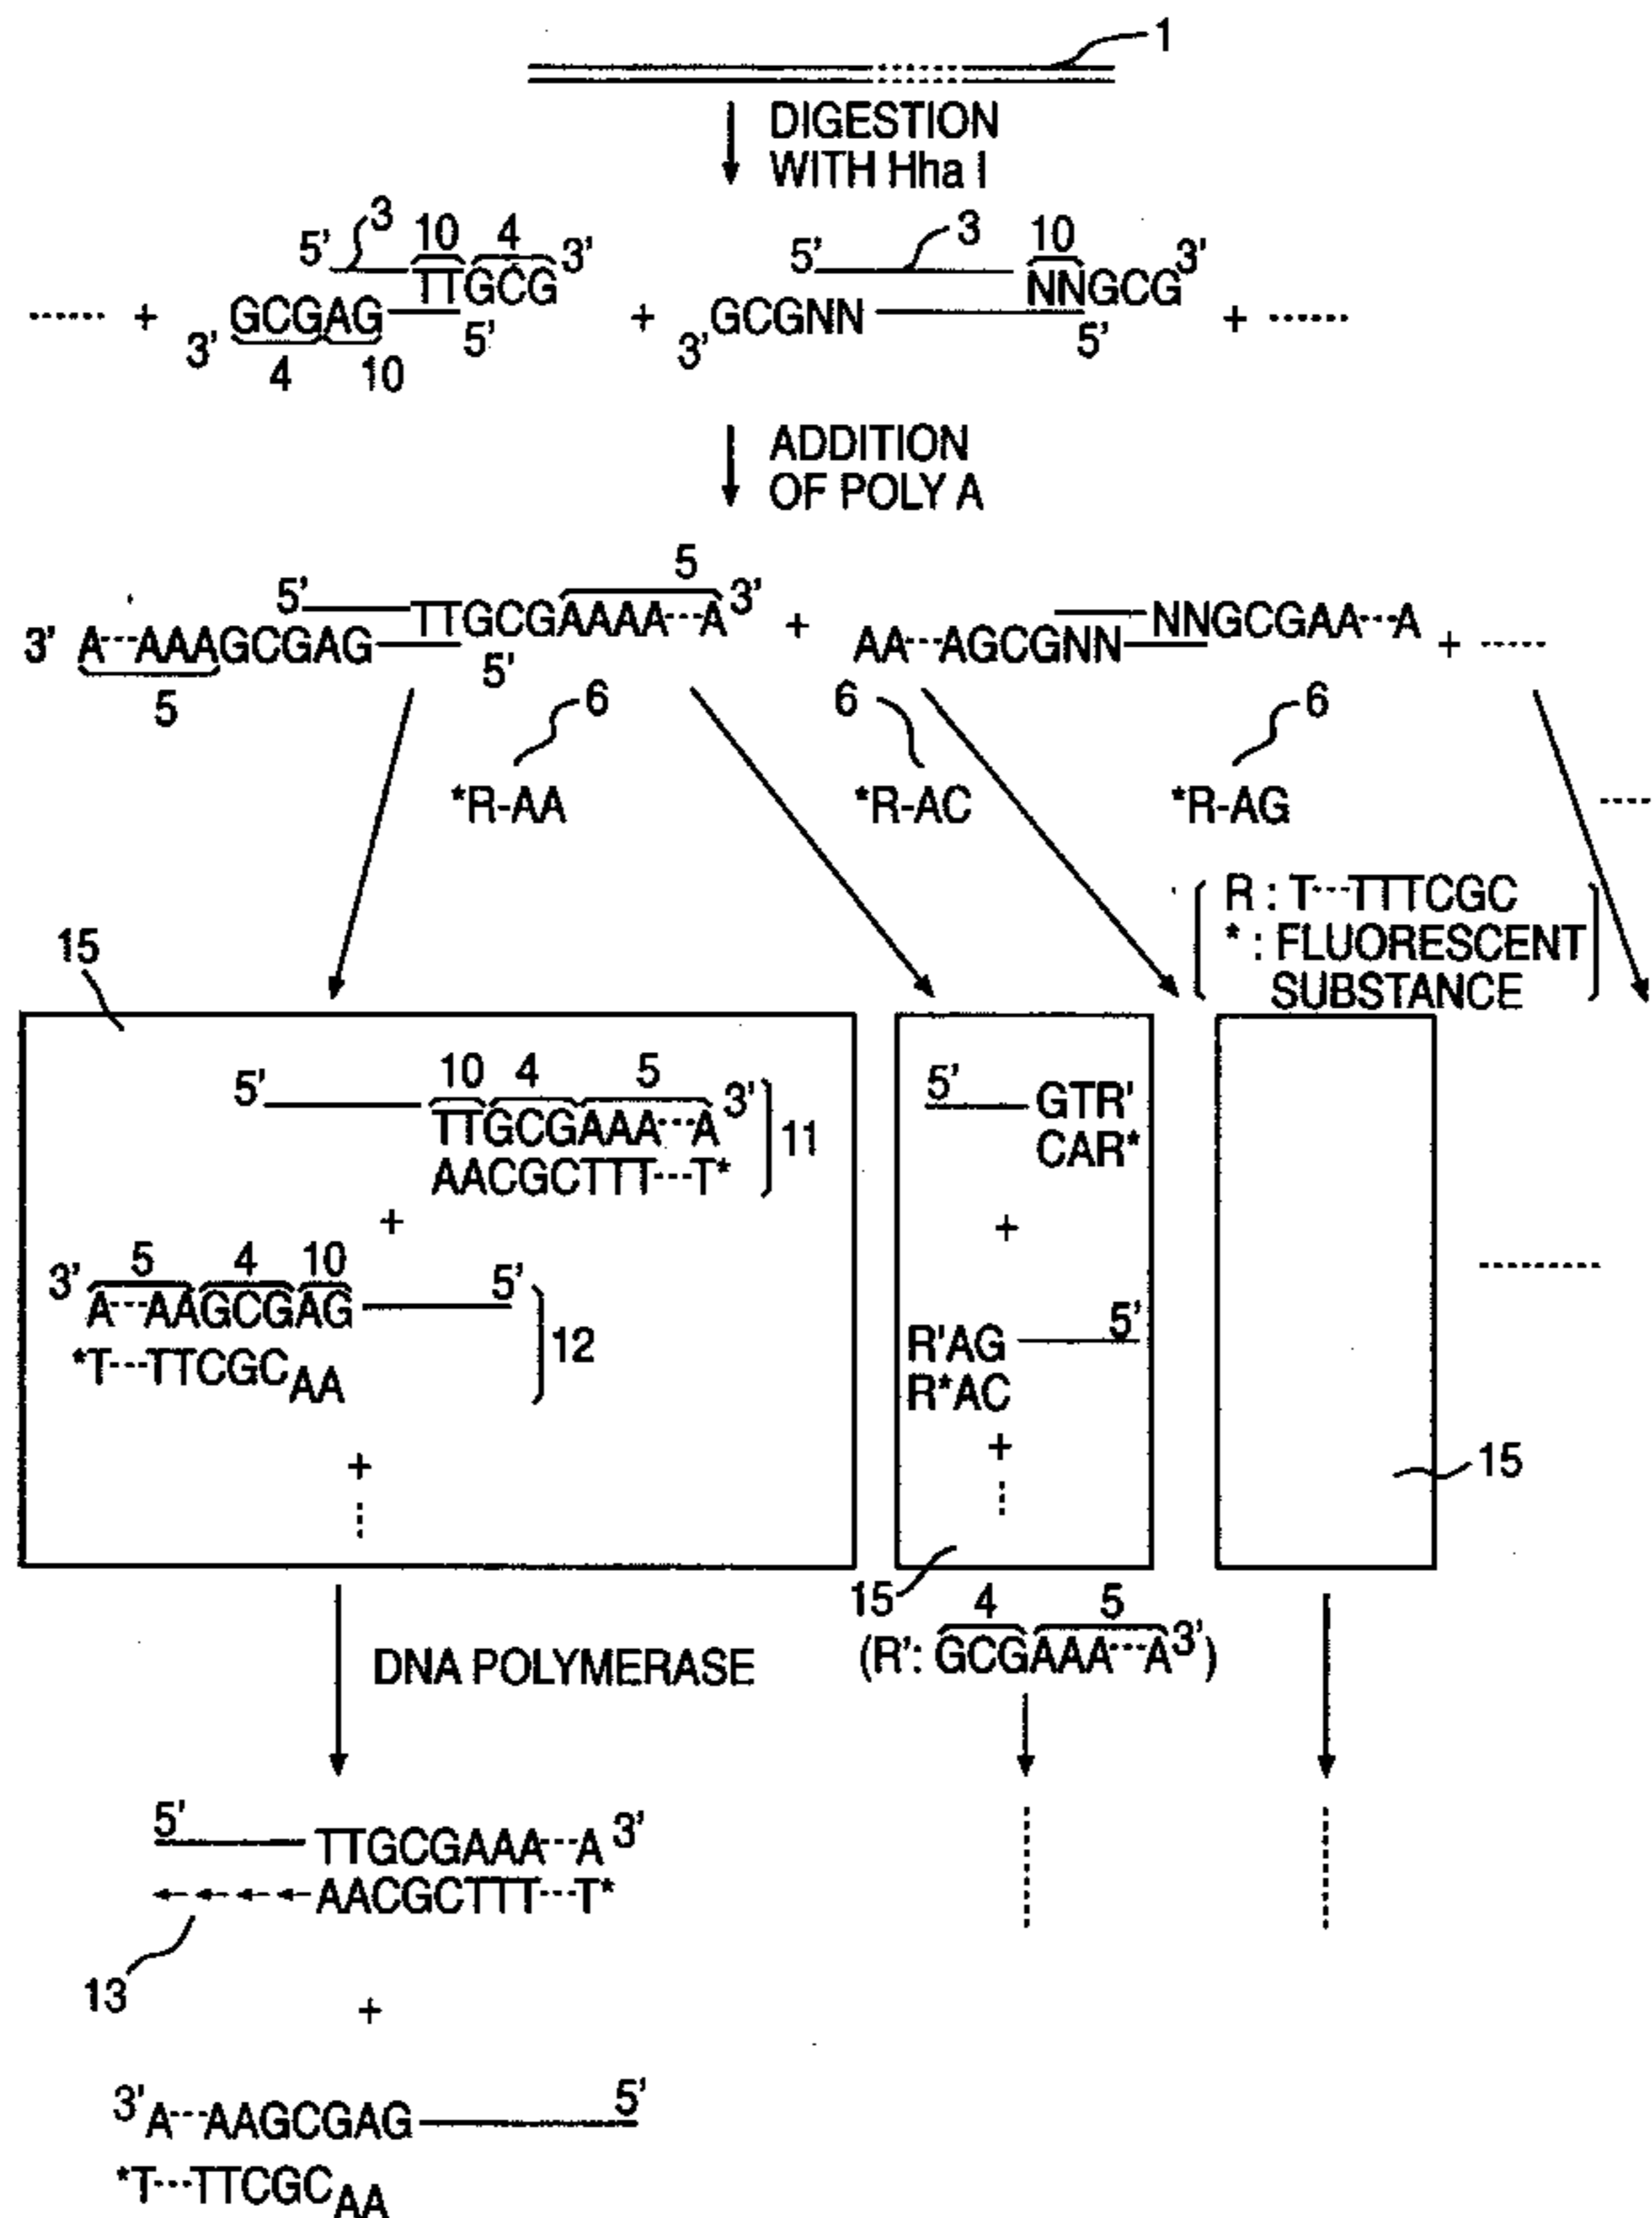 1
DIGESTION
WITH Hha I
5' 3 10 4 3'
TTGCG
GCGAG
3' 5'
4 10
5' 3 10 3'
NNGCG
GCGNN
3' 5'
...... + + + ......
ADDITION
OF POLY A
5
5' TTGCGAAAA---A 3' +
3' A---AAAGCGAG 5'
5
NNGCGAA---A
AA---AGCGNN + .....
6 6 6
*R-AA *R-AC *R-AG ....
R : T---TTTCGC
* : FLUORESCENT
SUBSTANCE
15
5' 10 4 5 3'
TTGCGAAA---A
AACGCTTT---T*
11
+
3' 5 4 10 5'
A---AAGCGAG
*T---TTCGCAA
12
+
5' GTR'
CAR*
+
5'
R'AG
R*AC
+
15
15
........
4 5
(R': GCGAAA---A3')
DNA POLYMERASE
5' TTGCGAAA---A 3'
AACGCTTT---T*
13
+
3'A---AAGCGAG 5'
*T---TTCGCAA